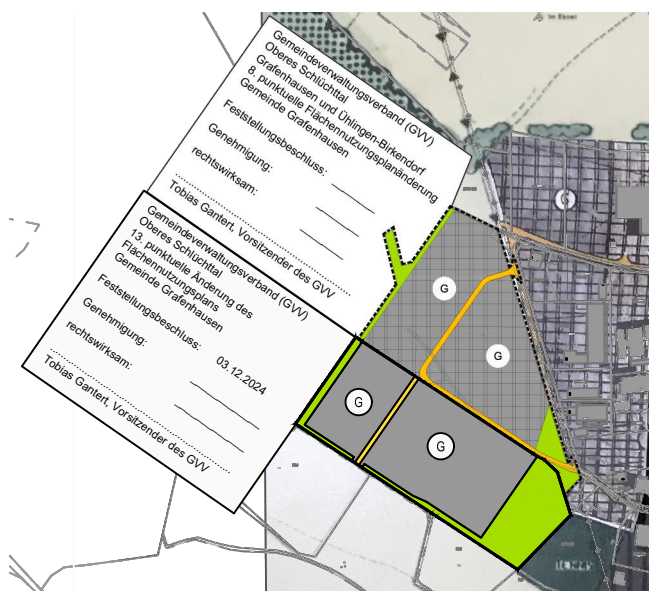 Im Ebnet
Gemeindeverwaltungsverband (GVV)
Oberes Schlüchttal
Grafenhausen und Ühlingen-Birkendorf
8. punktuelle Flächennutzungsplanänderung
Gemeinde Grafenhausen
Feststellungsbeschluss:
Genehmigung:
rechtswirksam:
Tobias Gantert, Vorsitzender des GVV
Gemeindeverwaltungsverband (GVV)
Oberes Schlüchttal
13. punktuelle Änderung des
Flächennutzungsplans
Gemeinde Grafenhausen
Feststellungsbeschluss: 03.12.2024
Genehmigung:
rechtswirksam:
Tobias Gantert, Vorsitzender des GVV
G
G
G
G
G